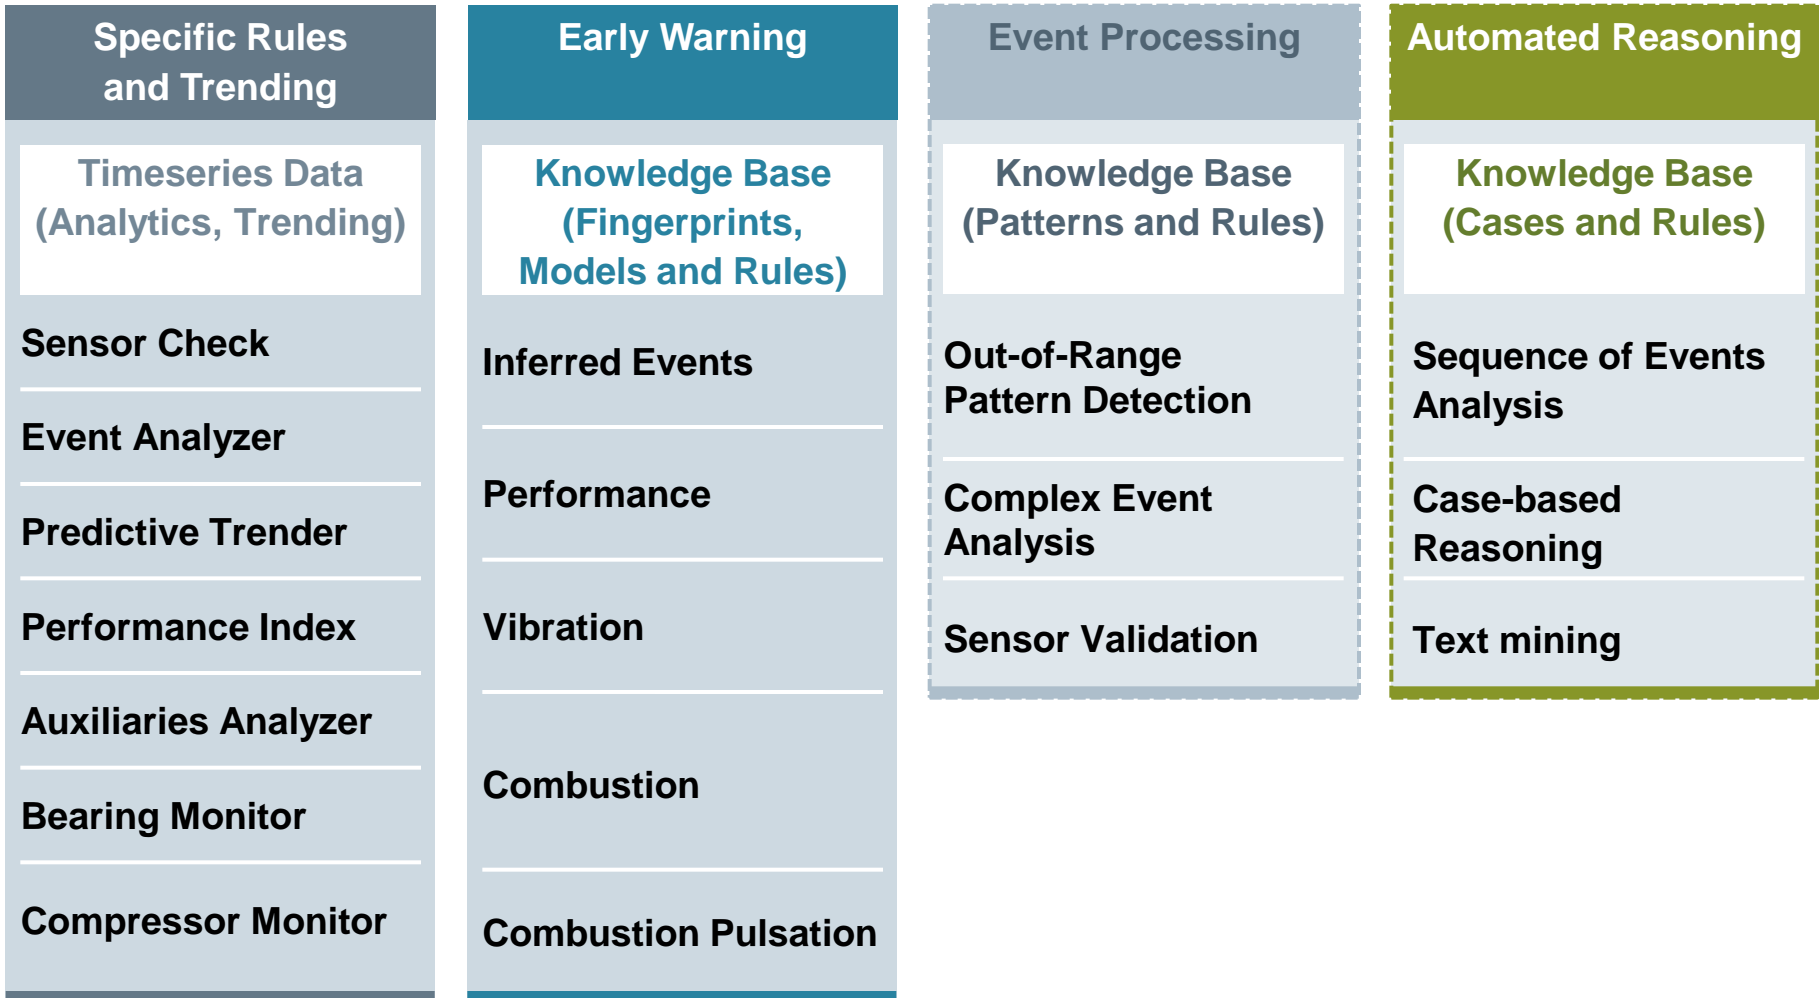 Specific Rules
and Trending
Timeseries Data
(Analytics, Trending)
Sensor Check
Event Analyzer
Predictive Trender
Performance Index
Auxiliaries Analyzer
Bearing Monitor
Compressor Monitor
Early Warning
Knowledge Base
(Fingerprints,
Models and Rules)
Inferred Events
Performance
Vibration
Combustion
Combustion Pulsation
Event Processing
Knowledge Base
(Patterns and Rules)
Out-of-Range
Pattern Detection
Complex Event
Analysis
Sensor Validation
Automated Reasoning
Knowledge Base
(Cases and Rules)
Sequence of Events
Analysis
Case-based
Reasoning
Text mining